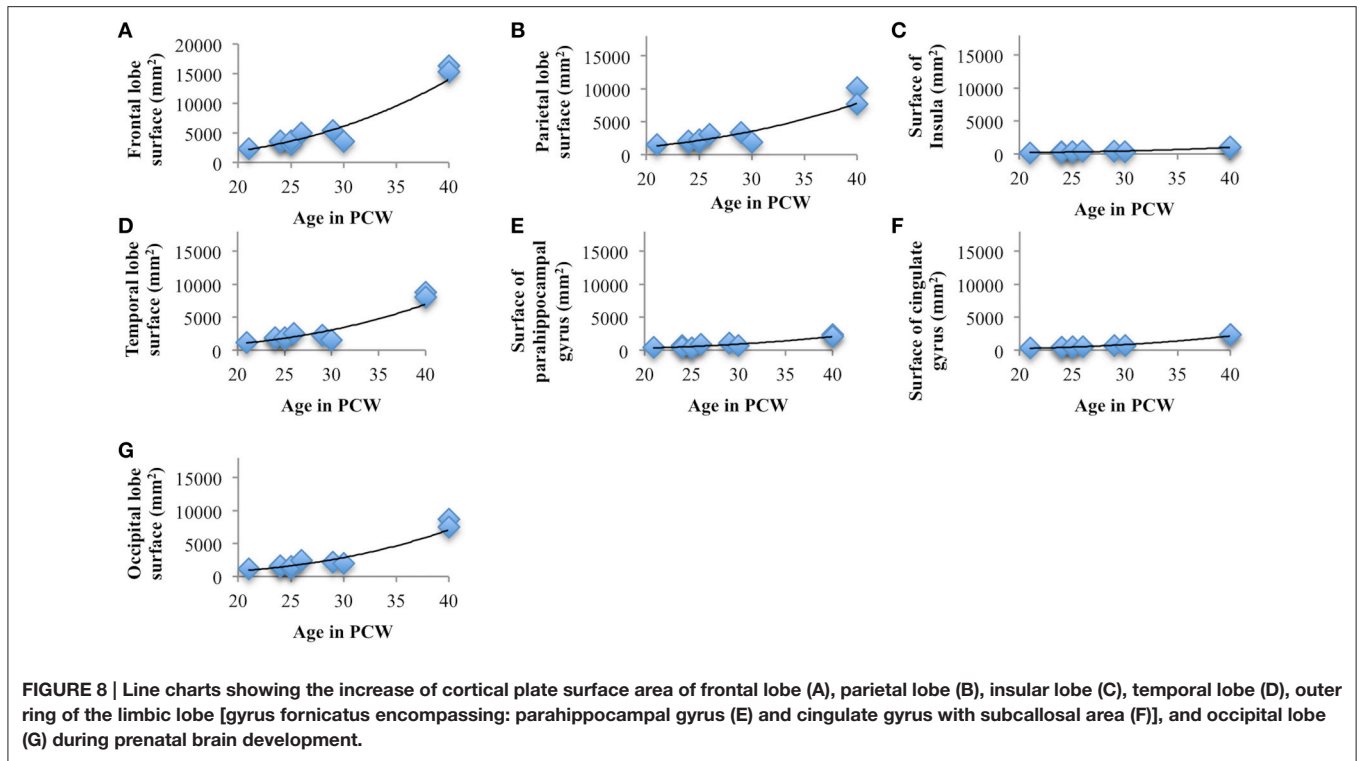 A
Frontal lobe
surface (mm²)
20000
15000
10000
5000
0
20 25 30 35 40
Age in PCW
B
Parietal lobe
surface (mm²)
15000
10000
5000
0
20 25 30 35 40
Age in PCW
C
Surface of
Insula (mm²)
15000
10000
5000
0
20 25 30 35 40
Age in PCW
D
Temporal lobe
surface (mm²)
15000
10000
5000
0
20 25 30 35 40
Age in PCW
E
Surface of
parahippocampal
gyrus (mm²)
15000
10000
5000
0
20 25 30 35 40
Age in PCW
F
Surface of cingulate
gyrus (mm²)
15000
10000
5000
0
20 25 30 35 40
Age in PCW
G
Occipital lobe
surface (mm²)
15000
10000
5000
0
20 25 30 35 40
Age in PCW
FIGURE 8 | Line charts showing the increase of cortical plate surface area of frontal lobe (A), parietal lobe (B), insular lobe (C), temporal lobe (D), outer
ring of the limbic lobe [gyrus fornicatus encompassing: parahippocampal gyrus (E) and cingulate gyrus with subcallosal area (F)], and occipital lobe
(G) during prenatal brain development.